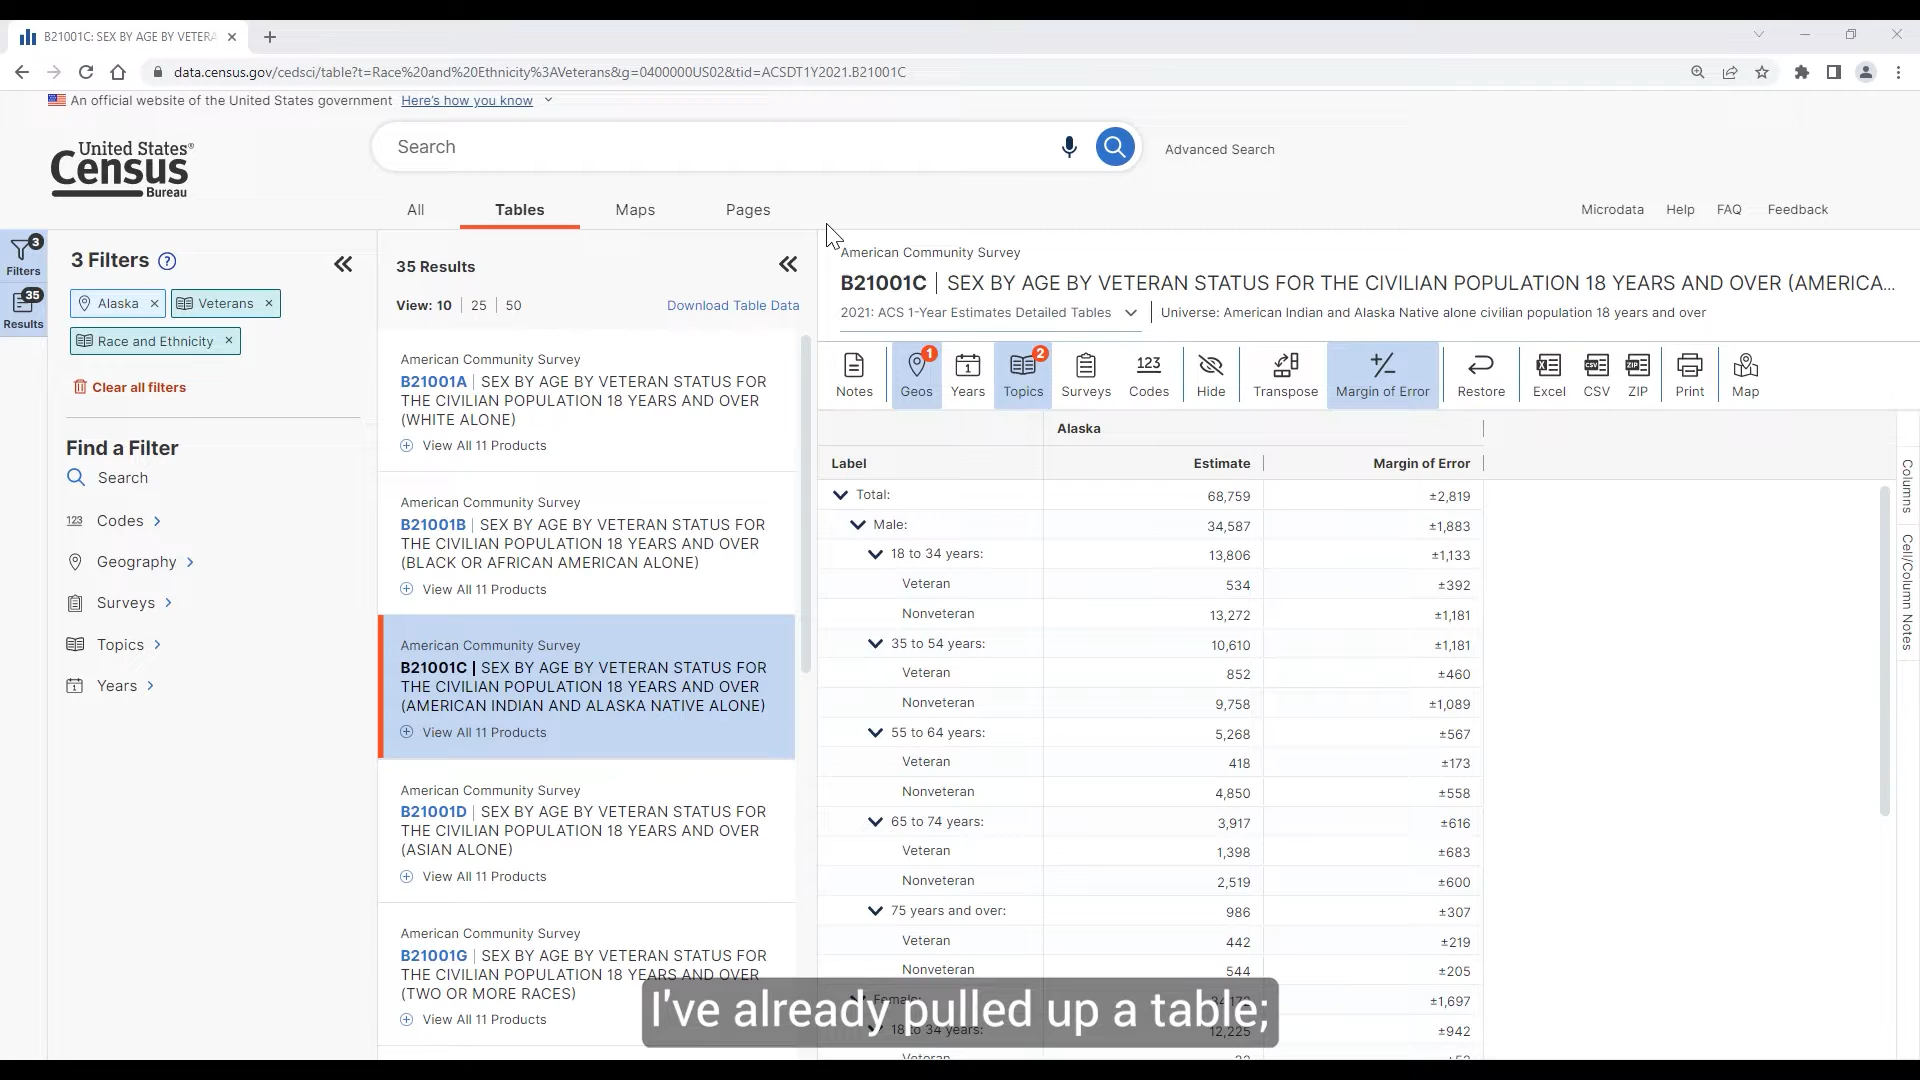 B21001C: SEX BY AGE BY VETERA
data.census.gov/cedsci/table?t=Race%20and%20Ethnicity%3AVeterans&g=0400000US02&tid=ACSDT1Y2021.B21001C
An official website of the United States government Here's how you know
United States®
Census
Bureau
Search
Advanced Search
All
Tables
Maps
Pages
Microdata
Help
FAQ
Feedback
3
Filters
35
Results
3 Filters ?
Alaska ×
Veterans ×
Race and Ethnicity ×
Clear all filters
Find a Filter
Search
123 Codes
Geography
Surveys
Topics
1 Years
35 Results
View: 10 | 25 | 50
Download Table Data
American Community Survey
B21001A | SEX BY AGE BY VETERAN STATUS FOR
THE CIVILIAN POPULATION 18 YEARS AND OVER
(WHITE ALONE)
View All 11 Products
American Community Survey
B21001B | SEX BY AGE BY VETERAN STATUS FOR
THE CIVILIAN POPULATION 18 YEARS AND OVER
(BLACK OR AFRICAN AMERICAN ALONE)
View All 11 Products
American Community Survey
B21001C | SEX BY AGE BY VETERAN STATUS FOR
THE CIVILIAN POPULATION 18 YEARS AND OVER
(AMERICAN INDIAN AND ALASKA NATIVE ALONE)
View All 11 Products
American Community Survey
B21001D | SEX BY AGE BY VETERAN STATUS FOR
THE CIVILIAN POPULATION 18 YEARS AND OVER
(ASIAN ALONE)
View All 11 Products
American Community Survey
B21001G | SEX BY AGE BY VETERAN STATUS FOR
THE CIVILIAN POPULATION 18 YEARS AND OVER
(TWO OR MORE RACES)
View All 11 Products
American Community Survey
B21001C | SEX BY AGE BY VETERAN STATUS FOR THE CIVILIAN POPULATION 18 YEARS AND OVER (AMERICA...
2021: ACS 1-Year Estimates Detailed Tables | Universe: American Indian and Alaska Native alone civilian population 18 years and over
Notes
1 Geos
1 Years
2 Topics
Surveys
123 Codes
Hide
Transpose
+/- Margin of Error
Restore
Excel
CSV
ZIP
Print
Map
Alaska
Label Estimate Margin of Error
Total: 68,759 ±2,819
Male: 34,587 ±1,883
18 to 34 years: 13,806 ±1,133
Veteran 534 ±392
Nonveteran 13,272 ±1,181
35 to 54 years: 10,610 ±1,181
Veteran 852 ±460
Nonveteran 9,758 ±1,089
55 to 64 years: 5,268 ±567
Veteran 418 ±173
Nonveteran 4,850 ±558
65 to 74 years: 3,917 ±616
Veteran 1,398 ±683
Nonveteran 2,519 ±600
75 years and over: 986 ±307
Veteran 442 ±219
Nonveteran 544 ±205
Female: ±1,697
18 to 34 years: 12,225 ±942
Veteran
Columns
Cell/Column Notes
I've already pulled up a table;